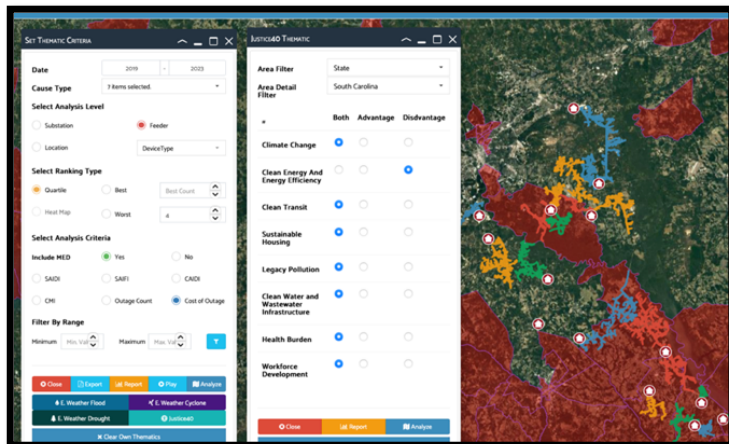 SET THEMATIC CRITERIA
Date 2019 - 2023
Cause Type 7 items selected.
Select Analysis Level
Substation Feeder
Location DeviceType
Select Ranking Type
Quartile Best Best Count
Heat Map Worst 4
Select Analysis Criteria
Include MED Yes No
SAIDI SAIFI CAIDI
CMI Outage Count Cost of Outage
Filter By Range
Minimum Min. Val Maximum Max. Val
Close Export Report Play Analyze
E. Weather Flood E. Weather Cyclone
E. Weather Drought Justice40
Clear Own Thematics
JUSTICE40 THEMATIC
Area Filter State
Area Detail South Carolina
Filter
# Both Advantage Disdvantage
Climate Change
Clean Energy And
Energy Efficiency
Clean Transit
Sustainable
Housing
Legacy Pollution
Clean Water and
Wastewater
Infrastructure
Health Burden
Workforce
Development
Close Report Analyze